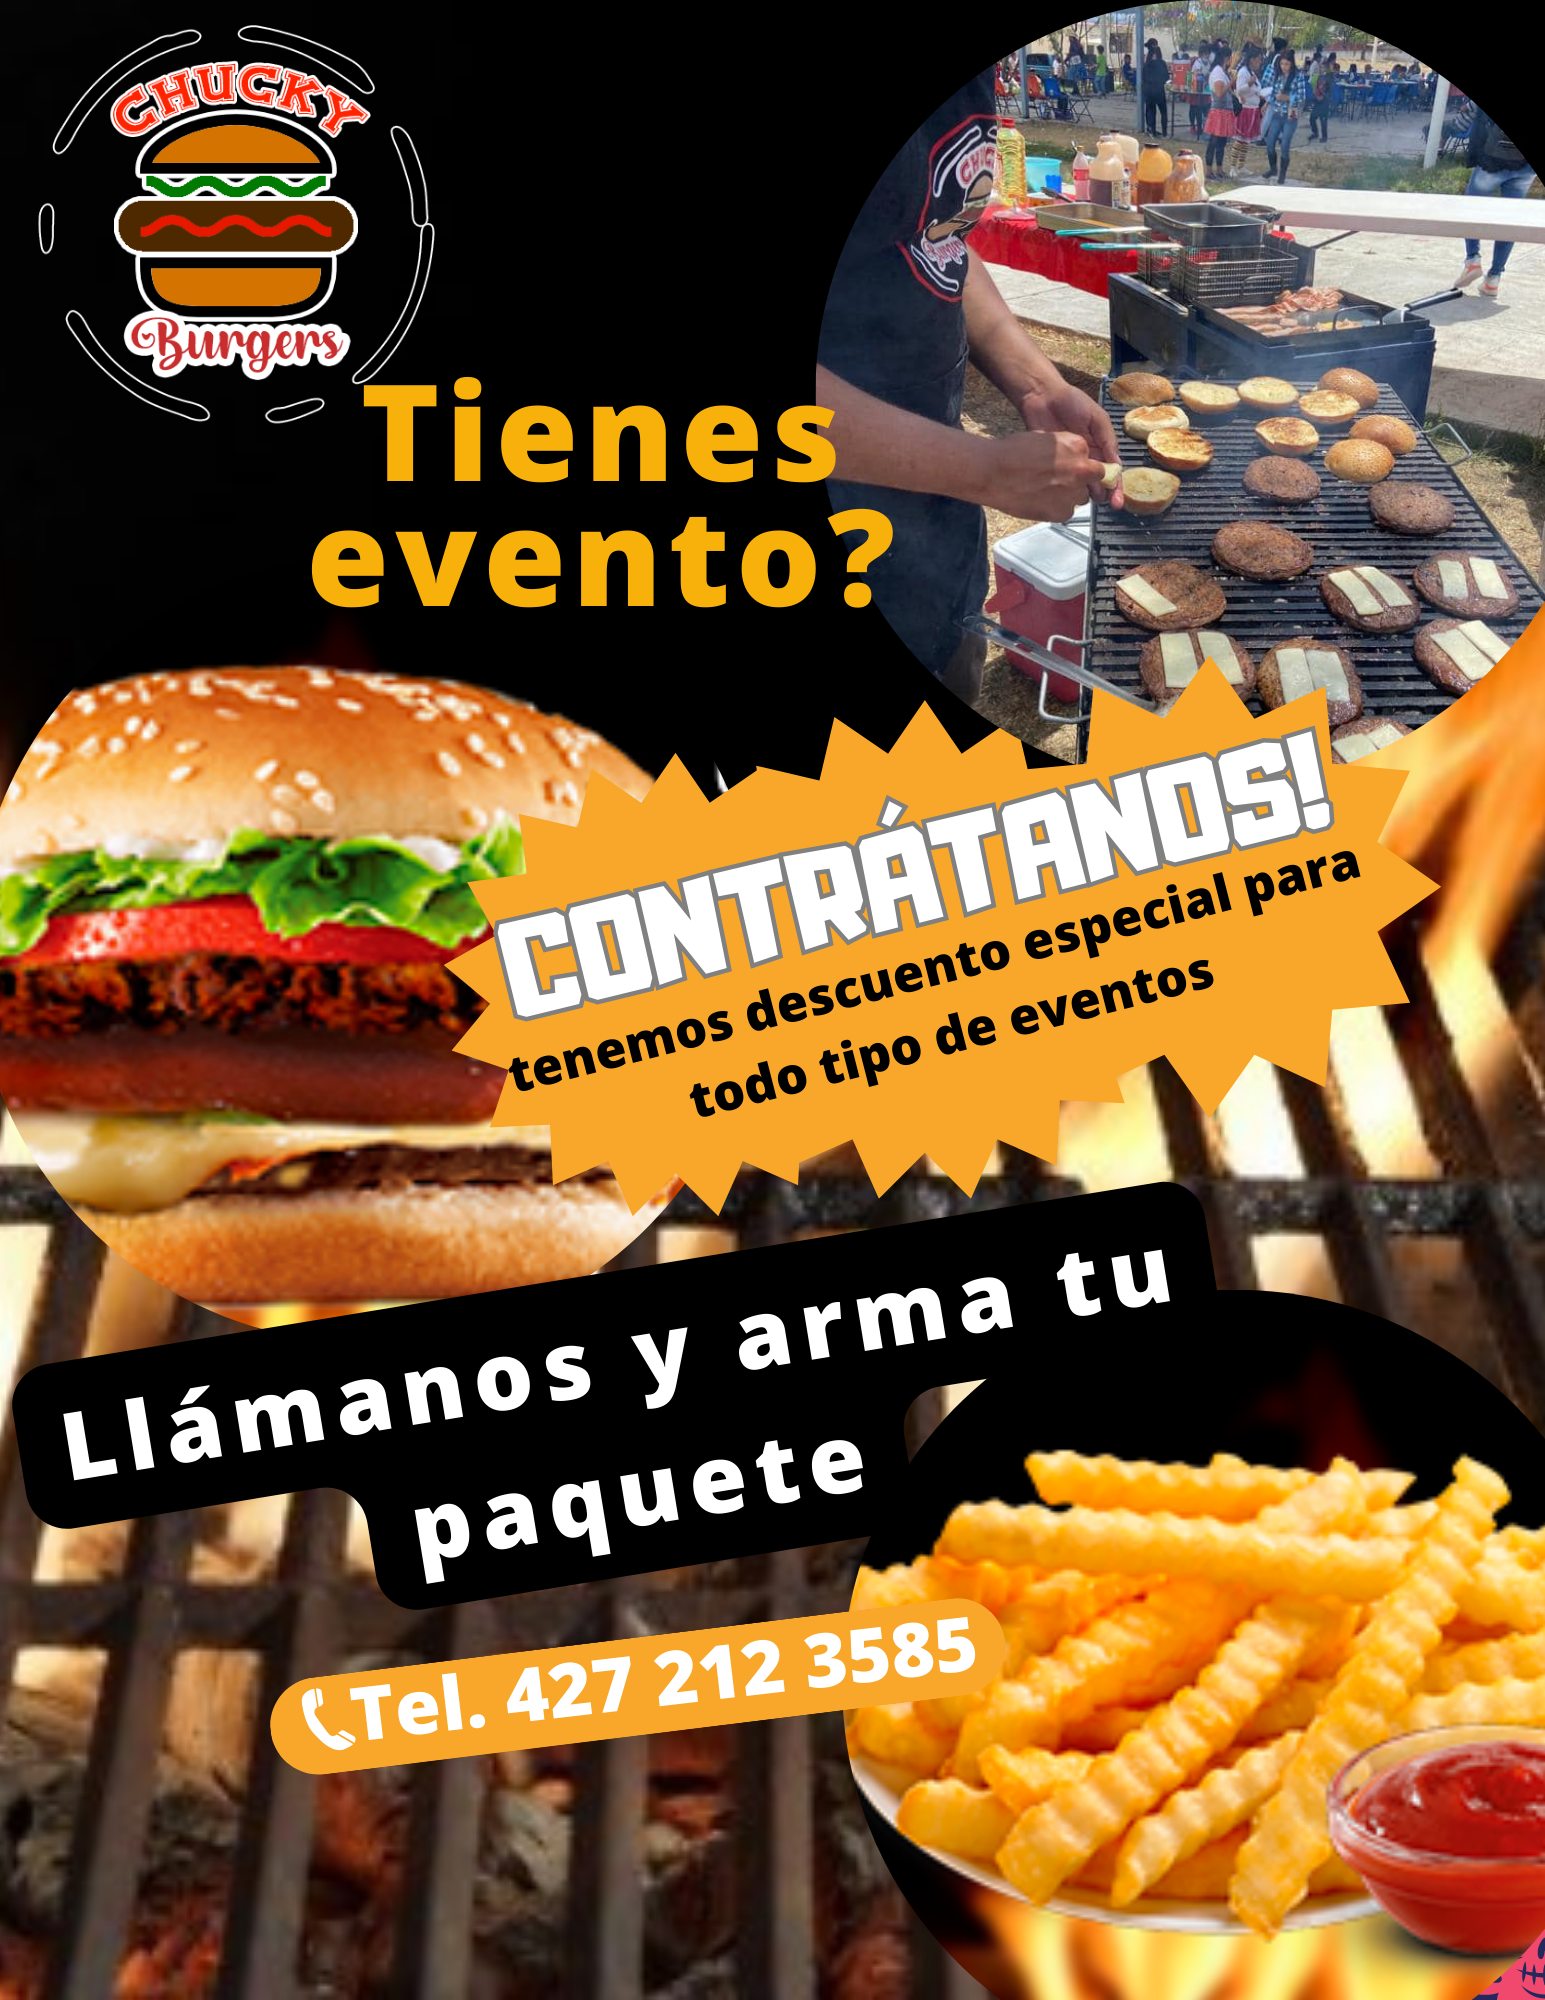 CHUCKY
Burgers
Tienes
evento?
CONTRÁTANOS!
tenemos descuento especial para
todo tipo de eventos
Llámanos y arma tu
paquete
Tel. 427 212 3585
Burgers